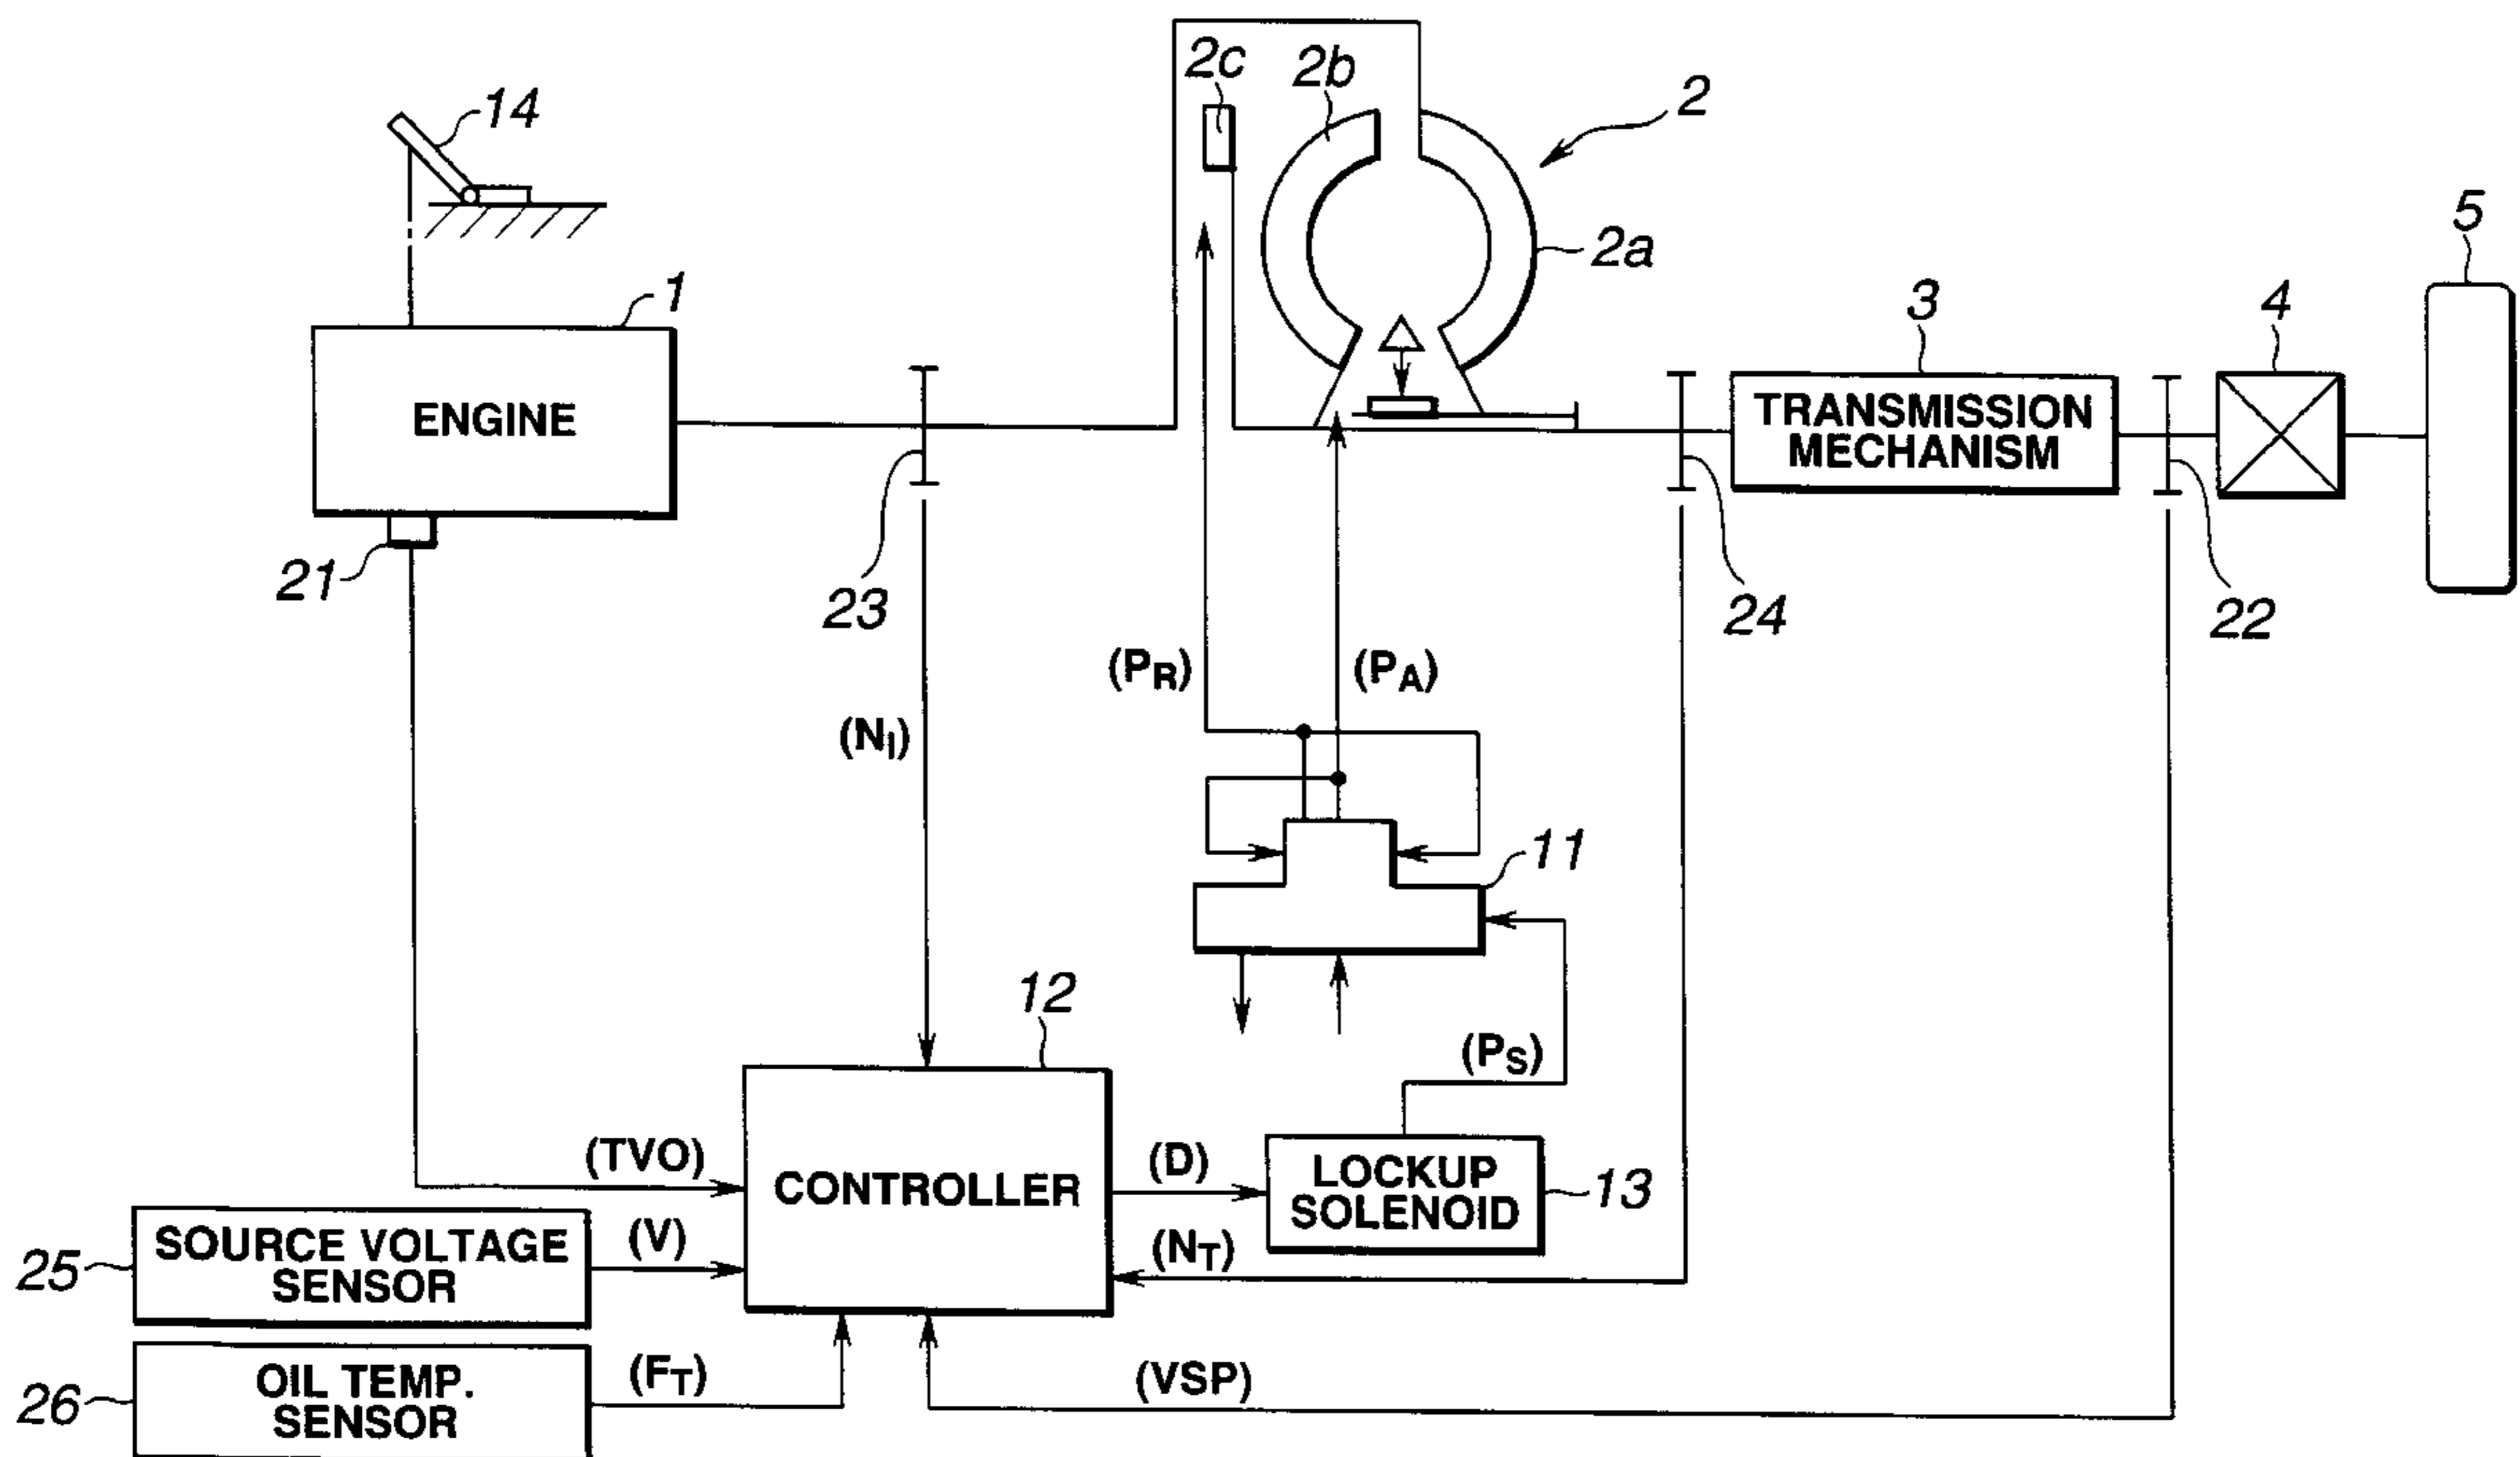 2c
2b
2
14
2a
5
1
3
4
ENGINE
TRANSMISSION
MECHANISM
21
23
24
22
(PR)
(PA)
(NI)
11
12
(PS)
(TVO)
CONTROLLER
(D)
LOCKUP
SOLENOID
13
25
SOURCE VOLTAGE
SENSOR
(V)
(NT)
26
OIL TEMP.
SENSOR
(FT)
(VSP)